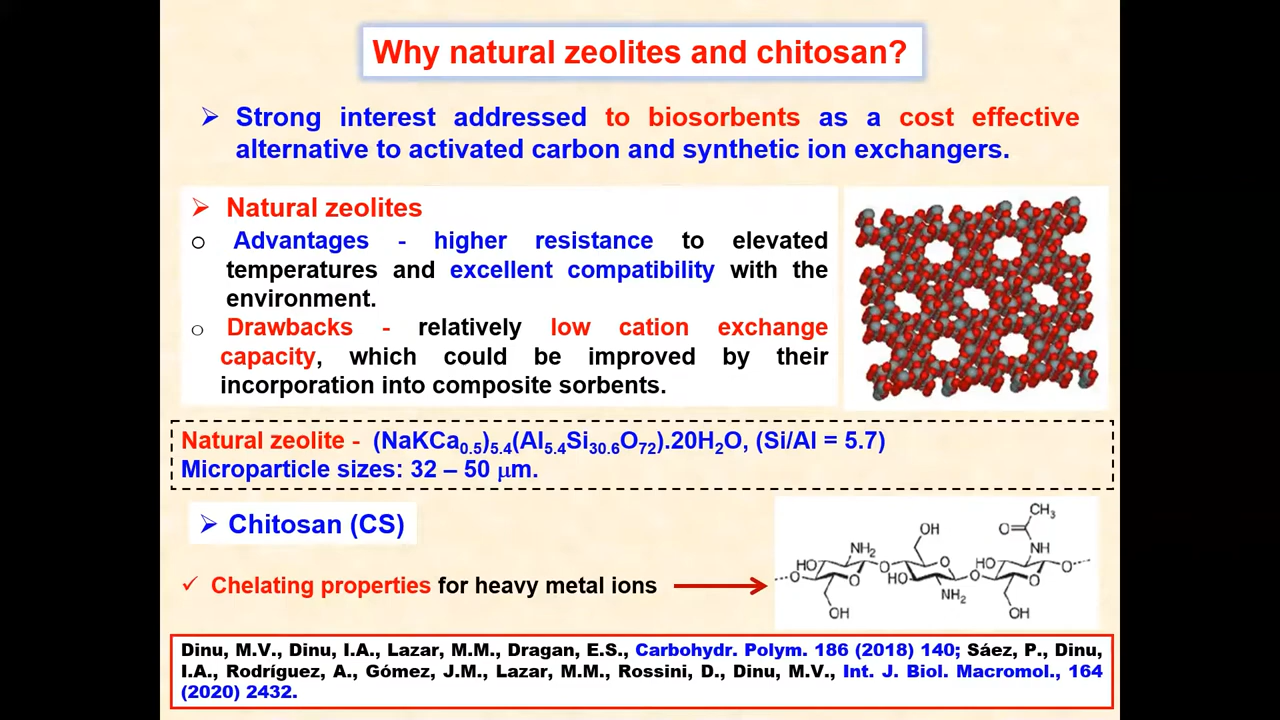 Why natural zeolites and chitosan?
➢ Strong interest addressed to biosorbents as a cost effective
alternative to activated carbon and synthetic ion exchangers.
➢ Natural zeolites
o Advantages - higher resistance to elevated
temperatures and excellent compatibility with the
environment.
o Drawbacks - relatively low cation exchange
capacity, which could be improved by their
incorporation into composite sorbents.
Natural zeolite - (NaKCa0.5)5.4(Al5.4Si30.6O72).20H2O, (Si/Al = 5.7)
Microparticle sizes: 32 – 50 μm.
➢ Chitosan (CS)
✓ Chelating properties for heavy metal ions
CH3
O
OH
NH2
NH
HO
O
O
HO
O
O
HO
O
O
O
NH2
OH
OH
Dinu, M.V., Dinu, I.A., Lazar, M.M., Dragan, E.S., Carbohydr. Polym. 186 (2018) 140; Sáez, P., Dinu,
I.A., Rodríguez, A., Gómez, J.M., Lazar, M.M., Rossini, D., Dinu, M.V., Int. J. Biol. Macromol., 164
(2020) 2432.